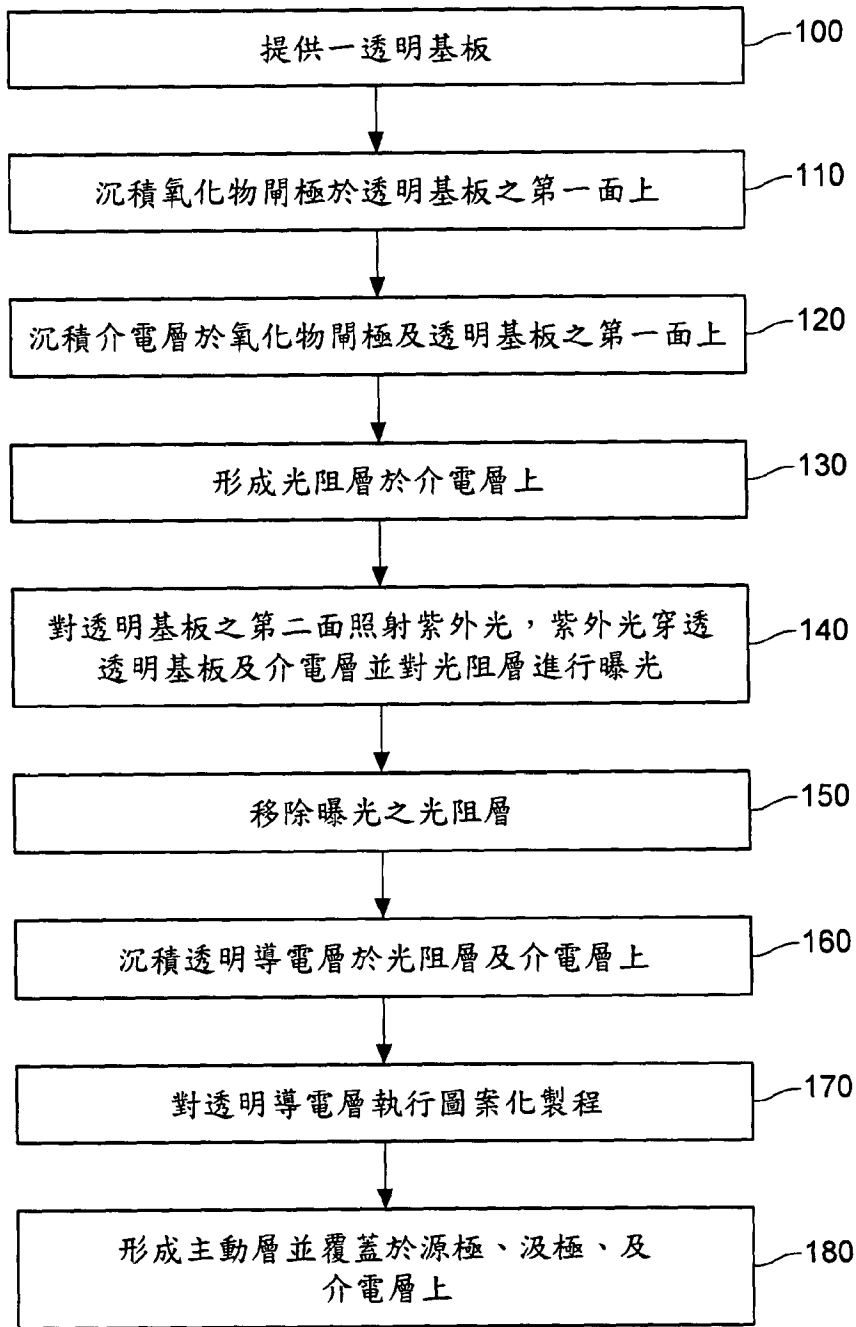 提供一透明基板
100
沉積氧化物閘極於透明基板之第一面上
110
沉積介電層於氧化物閘極及透明基板之第一面上
120
形成光阻層於介電層上
130
對透明基板之第二面照射紫外光，紫外光穿透
透明基板及介電層並對光阻層進行曝光
140
移除曝光之光阻層
150
沉積透明導電層於光阻層及介電層上
160
對透明導電層執行圖案化製程
170
形成主動層並覆蓋於源極、汲極、及
介電層上
180